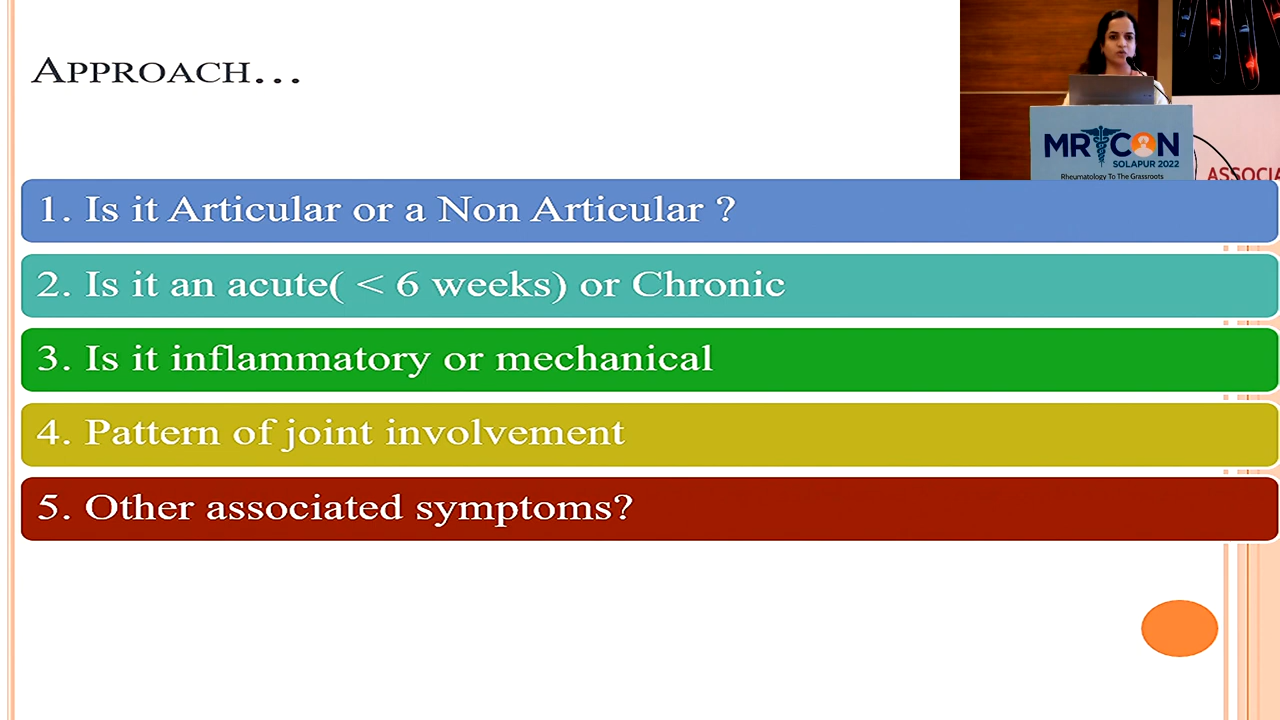 APPROACH...
MRCON
SOLAPUR 2022
Rheumatology To The Grassroots
ASSOCIA
1. Is it Articular or a Non Articular ?
2. Is it an acute( < 6 weeks) or Chronic
3. Is it inflammatory or mechanical
4. Pattern of joint involvement
5. Other associated symptoms?